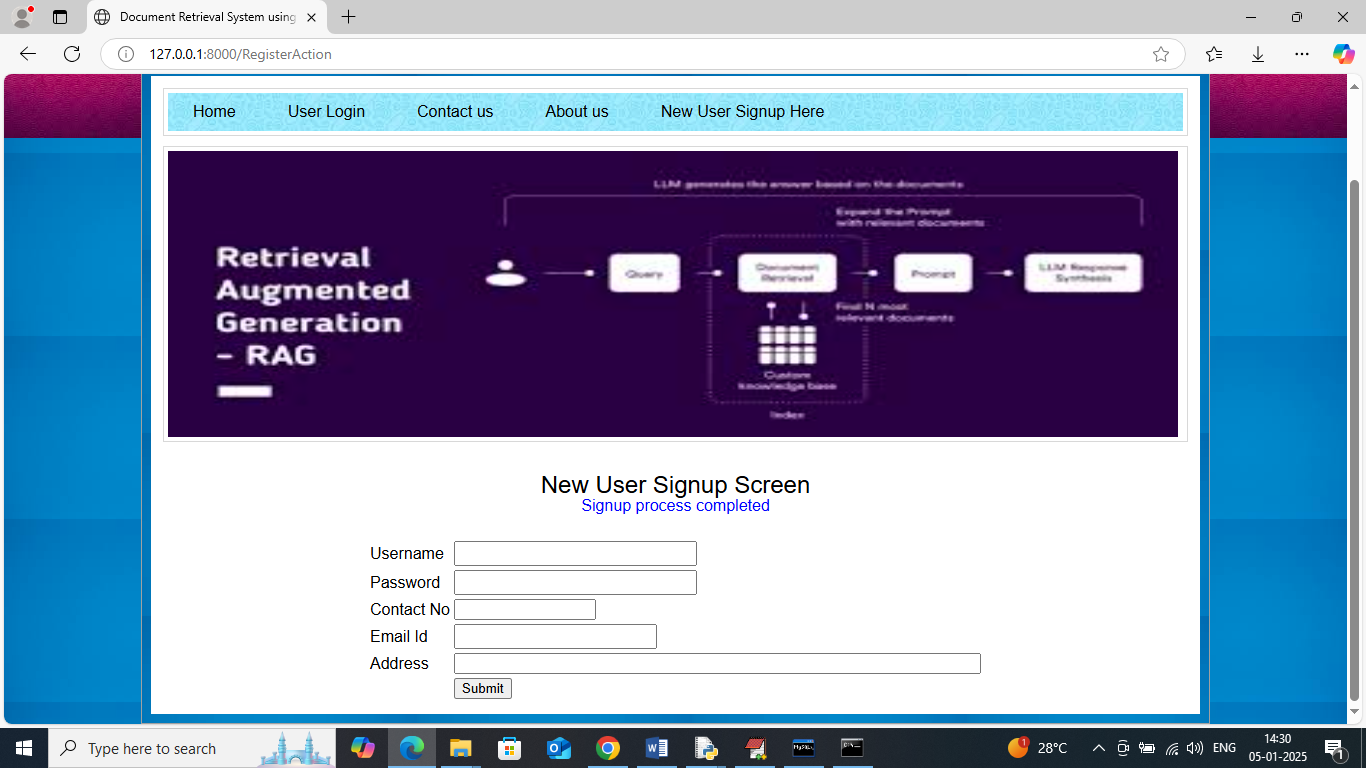 Document Retrieval System using
127.0.0.1:8000/RegisterAction
Home User Login Contact us About us New User Signup Here
LLM generates the answer based on the documents
Expand the Prompt
with relevant documents
Retrieval
Augmented
Generation
– RAG
Query
Document
Retrieval
Prompt
LLM Response
Synthesis
Find N most
relevant documents
Custom
knowledge base
Index
New User Signup Screen
Signup process completed
Username
Password
Contact No
Email Id
Address
Submit
Type here to search
1
28°C
ENG
14:30
05-01-2025
1